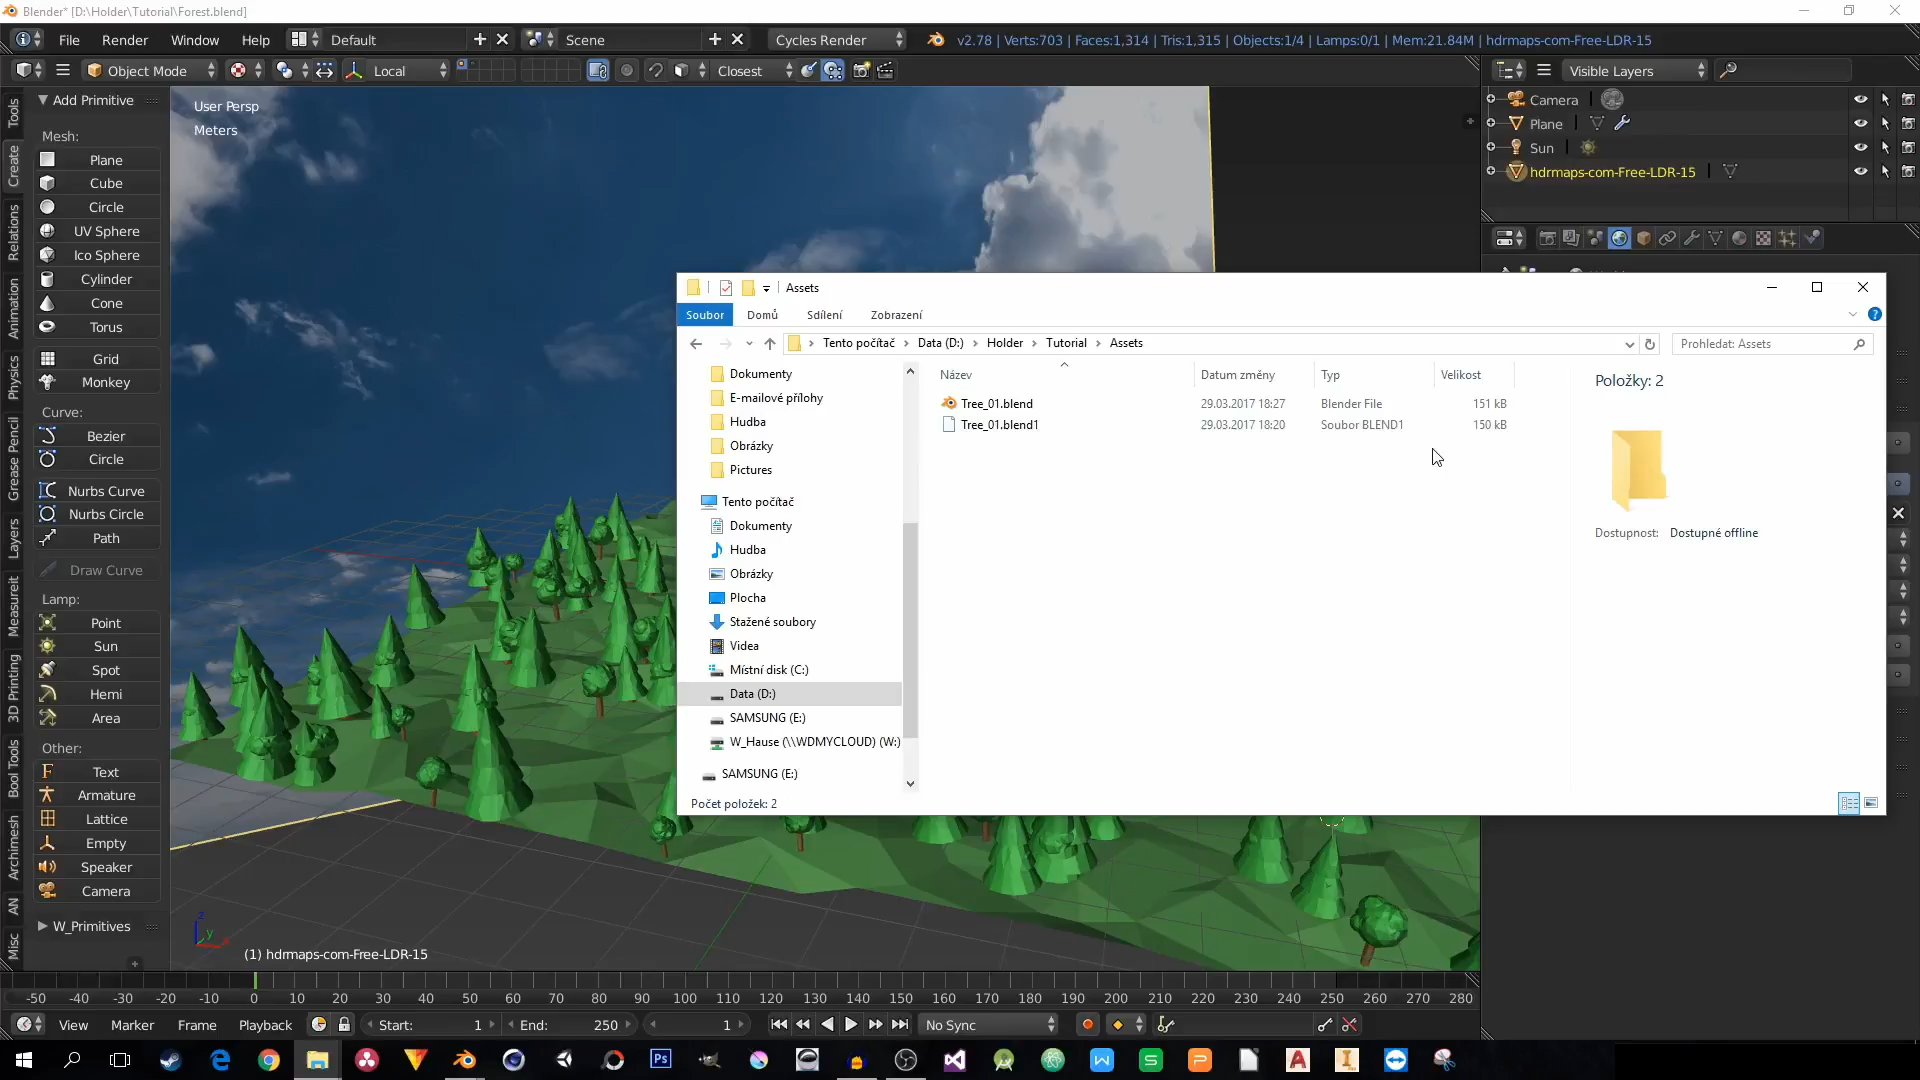 Blender* [D:\Holder\Tutorial\Forest.blend]
File Render Window Help Default Scene Cycles Render v2.78 | Verts:703 | Faces:1,314 | Tris:1,315 | Objects:1/4 | Lamps:0/1 | Mem:21.84M | hdrmaps-com-Free-LDR-15
Object Mode Local Closest Visible Layers
Tools
Create
Relations
Animation
Physics
Grease Pencil
Layers
Measureit
3D Printing
Bool Tools
Archimesh
AN
Misc
Add Primitive
Mesh:
Plane
Cube
Circle
UV Sphere
Ico Sphere
Cylinder
Cone
Torus
Grid
Monkey
Curve:
Bezier
Circle
Nurbs Curve
Nurbs Circle
Path
Draw Curve
Lamp:
Point
Sun
Spot
Hemi
Area
Other:
Text
Armature
Lattice
Empty
Speaker
Camera
W_Primitives
User Persp
Meters
Camera
Plane
Sun
hdrmaps-com-Free-LDR-15
Assets
Soubor Domů Sdílení Zobrazení
Tento počítač Data (D:) Holder Tutorial Assets Prohledat: Assets
Dokumenty
E-mailové přílohy
Hudba
Obrázky
Pictures
Tento počítač
Dokumenty
Hudba
Obrázky
Plocha
Stažené soubory
Videa
Místní disk (C:)
Data (D:)
SAMSUNG (E:)
W_Hause (\\WDMYCLOUD) (W:)
SAMSUNG (E:)
Název Datum změny Typ Velikost
Tree_01.blend 29.03.2017 18:27 Blender File 151 kB
Tree_01.blend1 29.03.2017 18:20 Soubor BLEND1 150 kB
Položky: 2
Dostupnost: Dostupné offline
Počet položek: 2
z
y
(1) hdrmaps-com-Free-LDR-15
-50 -40 -30 -20 -10 0 10 20 30 40 50 60 70 80 90 100 110 120 130 140 150 160 170 180 190 200 210 220 230 240 250 260 270 280
View Marker Frame Playback Start: 1 End: 250 1 No Sync
Ps W S P A I